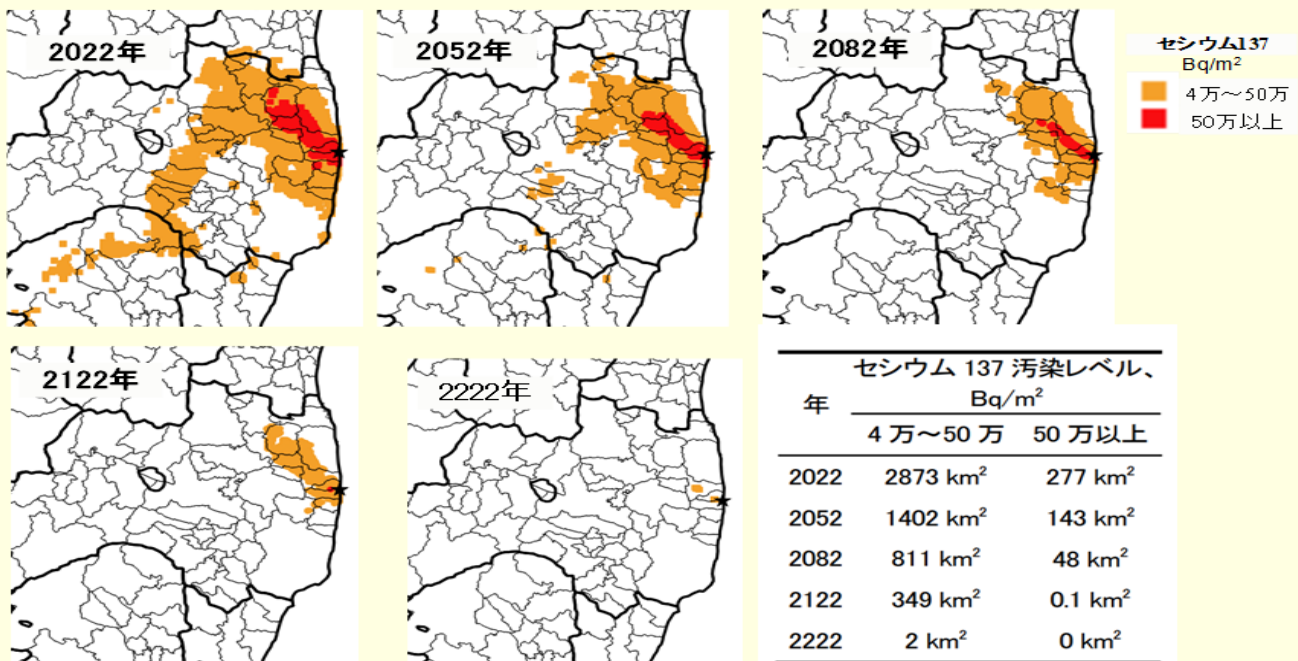 2022年
2052年
2082年
セシウム137
Bq/m²
4万～50万
50万以上
2122年
2222年
セシウム 137 汚染レベル、
Bq/m²
年
4 万～50 万 50 万以上
2022 2873 km² 277 km²
2052 1402 km² 143 km²
2082 811 km² 48 km²
2122 349 km² 0.1 km²
2222 2 km² 0 km²